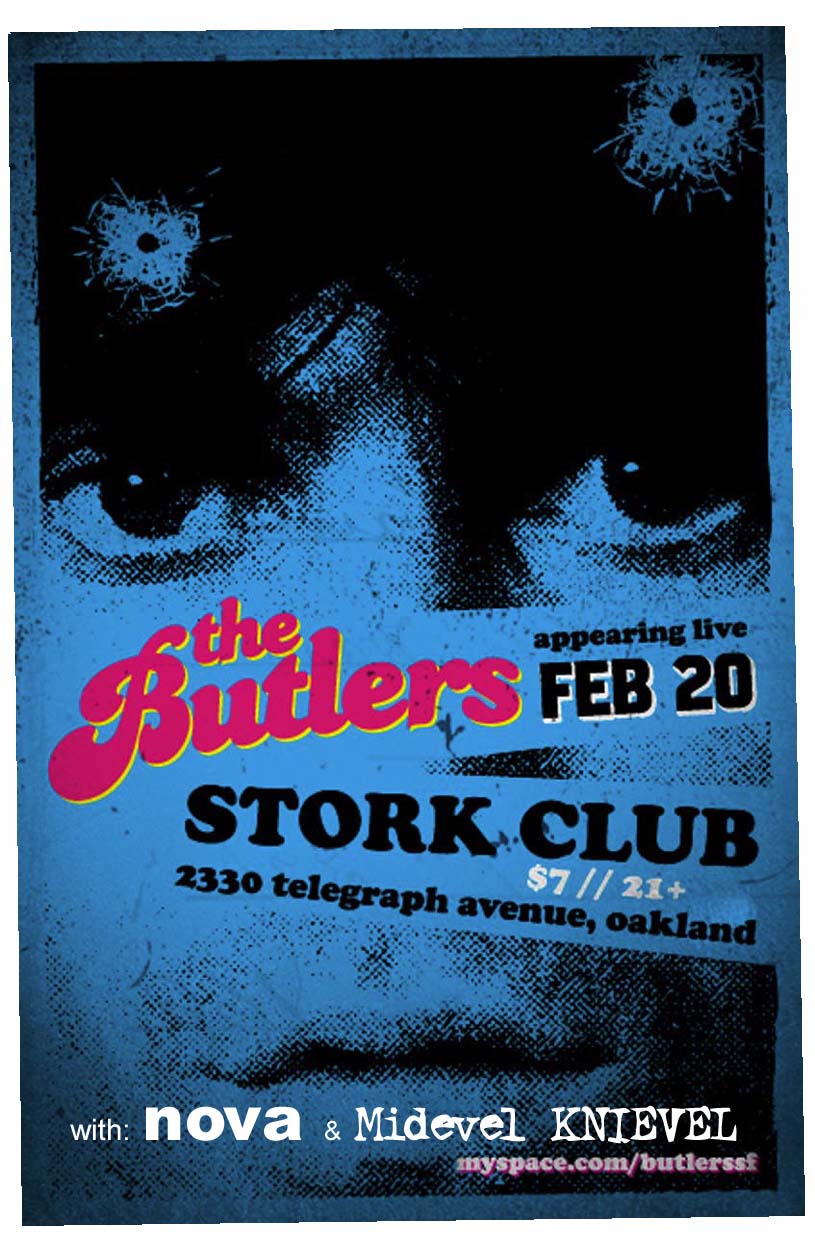 the
Butlers
appearing live
FEB 20
STORK CLUB
$7 // 21+
2330 telegraph avenue, oakland
with: nova & Midevel KNIEVEL
myspace.com/butlerssf